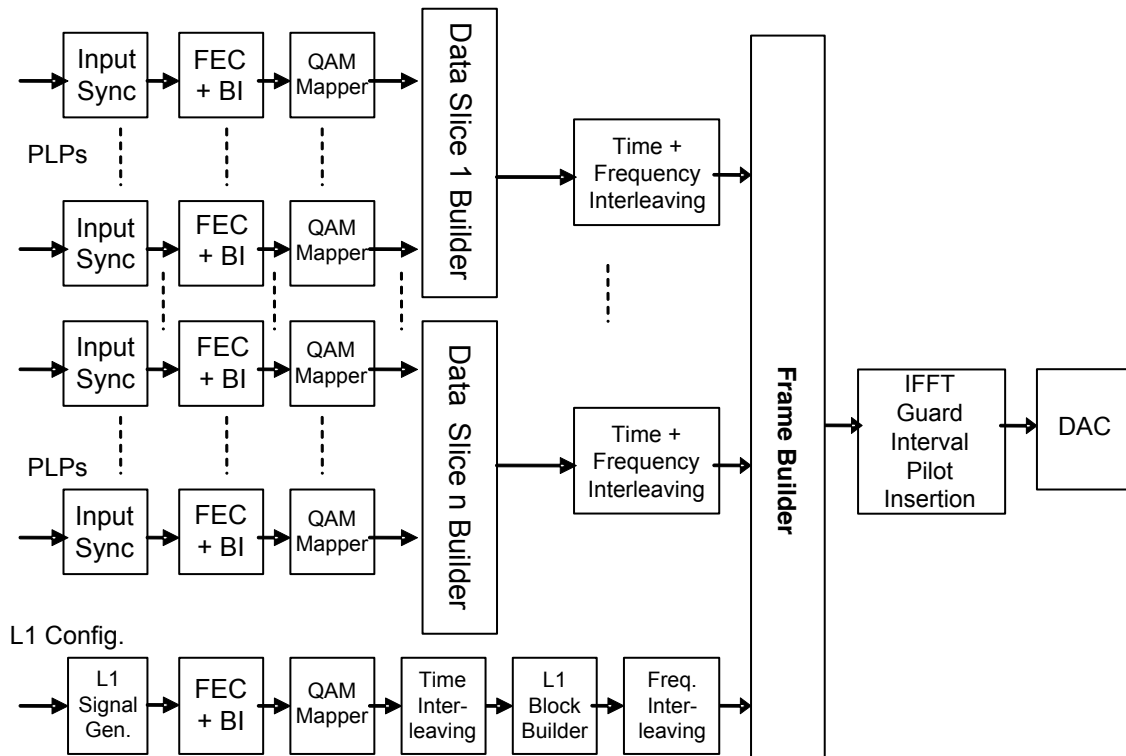 Input
Sync
FEC
+ BI
QAM
Mapper
PLPs
Input
Sync
FEC
+ BI
QAM
Mapper
Data Slice 1 Builder
Time +
Frequency
Interleaving
Input
Sync
FEC
+ BI
QAM
Mapper
PLPs
Input
Sync
FEC
+ BI
QAM
Mapper
Data Slice n Builder
Time +
Frequency
Interleaving
L1 Config.
L1
Signal
Gen.
FEC
+ BI
QAM
Mapper
Time
Inter-
leaving
L1
Block
Builder
Freq.
Inter-
leaving
Frame Builder
IFFT
Guard
Interval
Pilot
Insertion
DAC